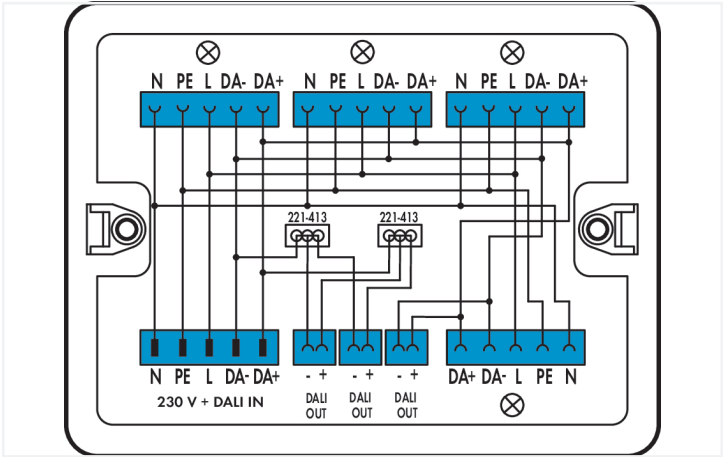 N PE L DA- DA+ N PE L DA- DA+ N PE L DA- DA+
221-413 221-413
N PE L DA- DA+ - + - + - + DA+ DA- L PE N
230 V + DALI IN
DALI
OUT
DALI
OUT
DALI
OUT